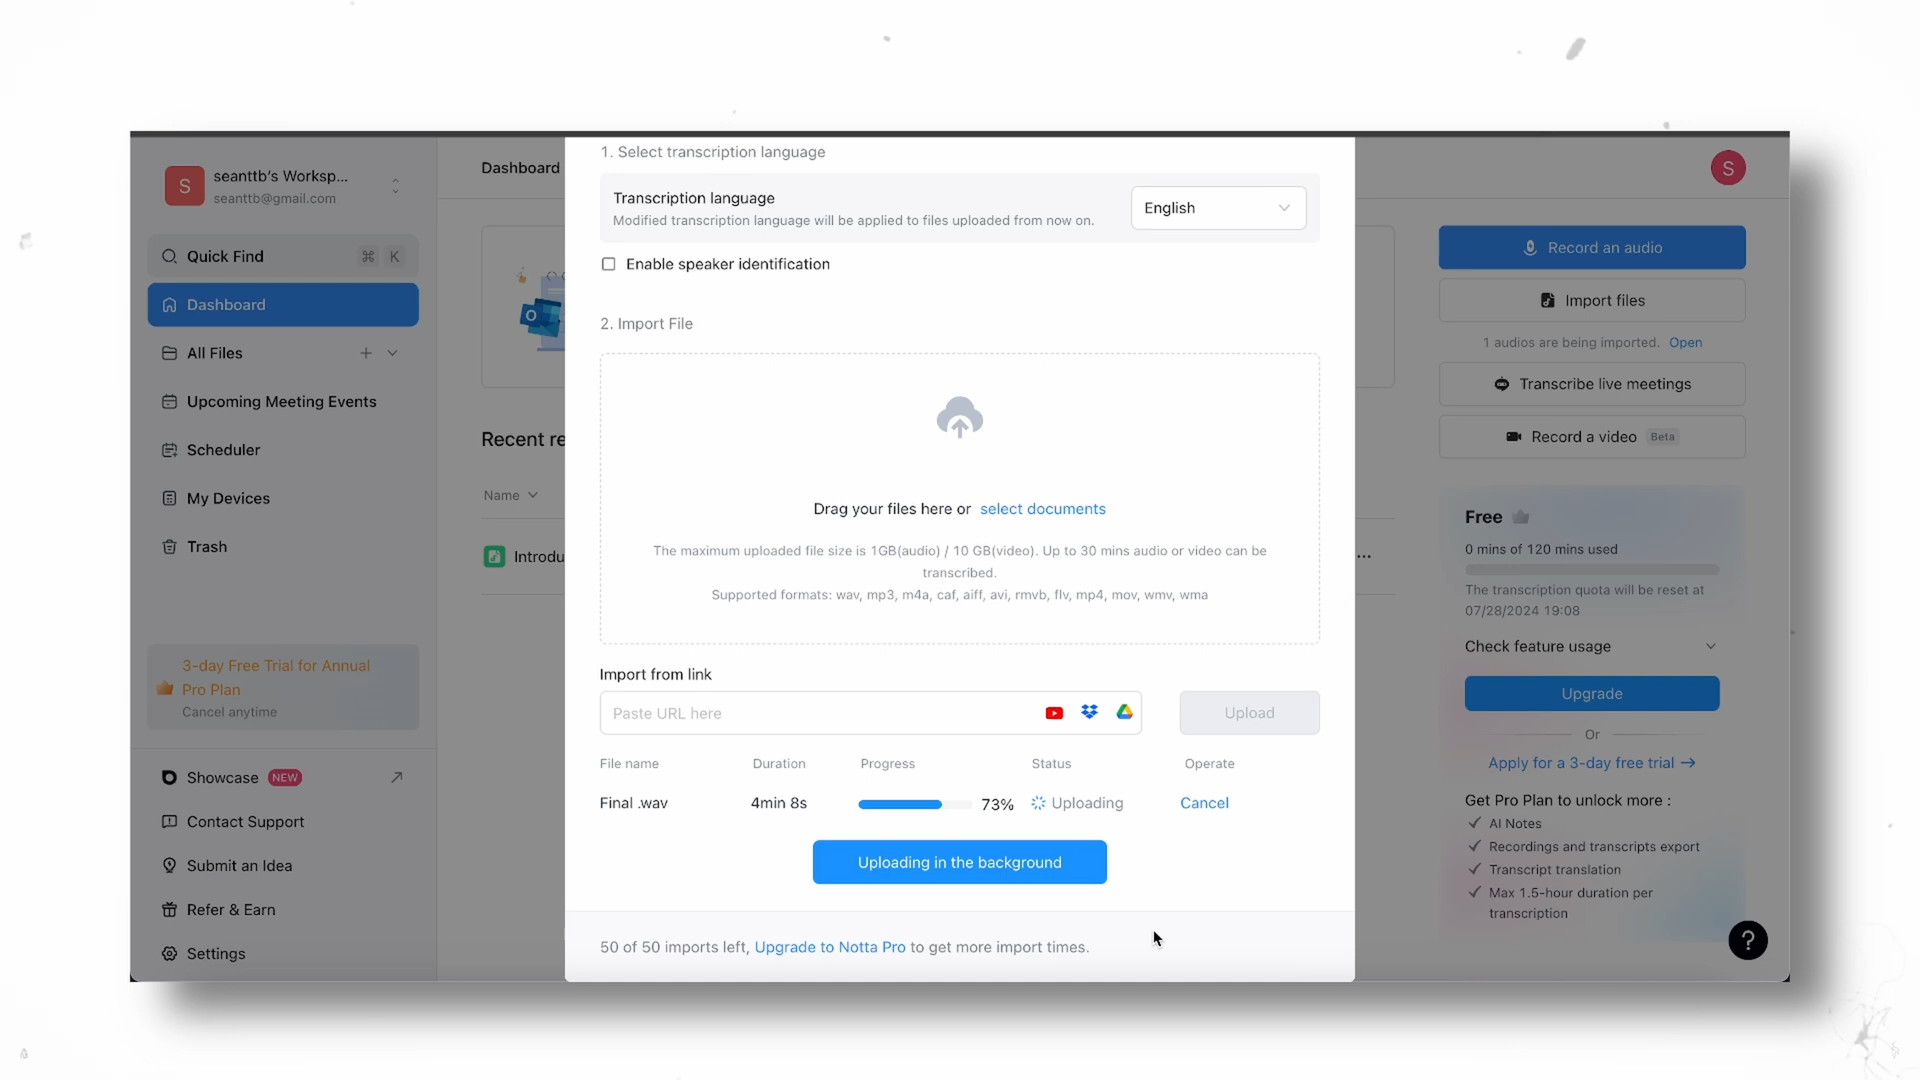 S
seanttb's Worksp...
seanttb@gmail.com
Quick Find
⌘ K
Dashboard
All Files
Upcoming Meeting Events
Scheduler
My Devices
Trash
3-day Free Trial for Annual
Pro Plan
Cancel anytime
Showcase NEW
Contact Support
Submit an Idea
Refer & Earn
Settings
Dashboard
Recent re
Name
Introdu
1. Select transcription language
Transcription language
Modified transcription language will be applied to files uploaded from now on.
English
Enable speaker identification
2. Import File
Drag your files here or select documents
The maximum uploaded file size is 1GB(audio) / 10 GB(video). Up to 30 mins audio or video can be
transcribed.
Supported formats: wav, mp3, m4a, caf, aiff, avi, rmvb, flv, mp4, mov, wmv, wma
Import from link
Paste URL here
Upload
File name Duration Progress Status Operate
Final .wav 4min 8s 73% Uploading Cancel
Uploading in the background
50 of 50 imports left, Upgrade to Notta Pro to get more import times.
S
Record an audio
Import files
1 audios are being imported. Open
Transcribe live meetings
Record a video Beta
Free
0 mins of 120 mins used
The transcription quota will be reset at
07/28/2024 19:08
Check feature usage
Upgrade
Or
Apply for a 3-day free trial →
Get Pro Plan to unlock more :
AI Notes
Recordings and transcripts export
Transcript translation
Max 1.5-hour duration per
transcription
?